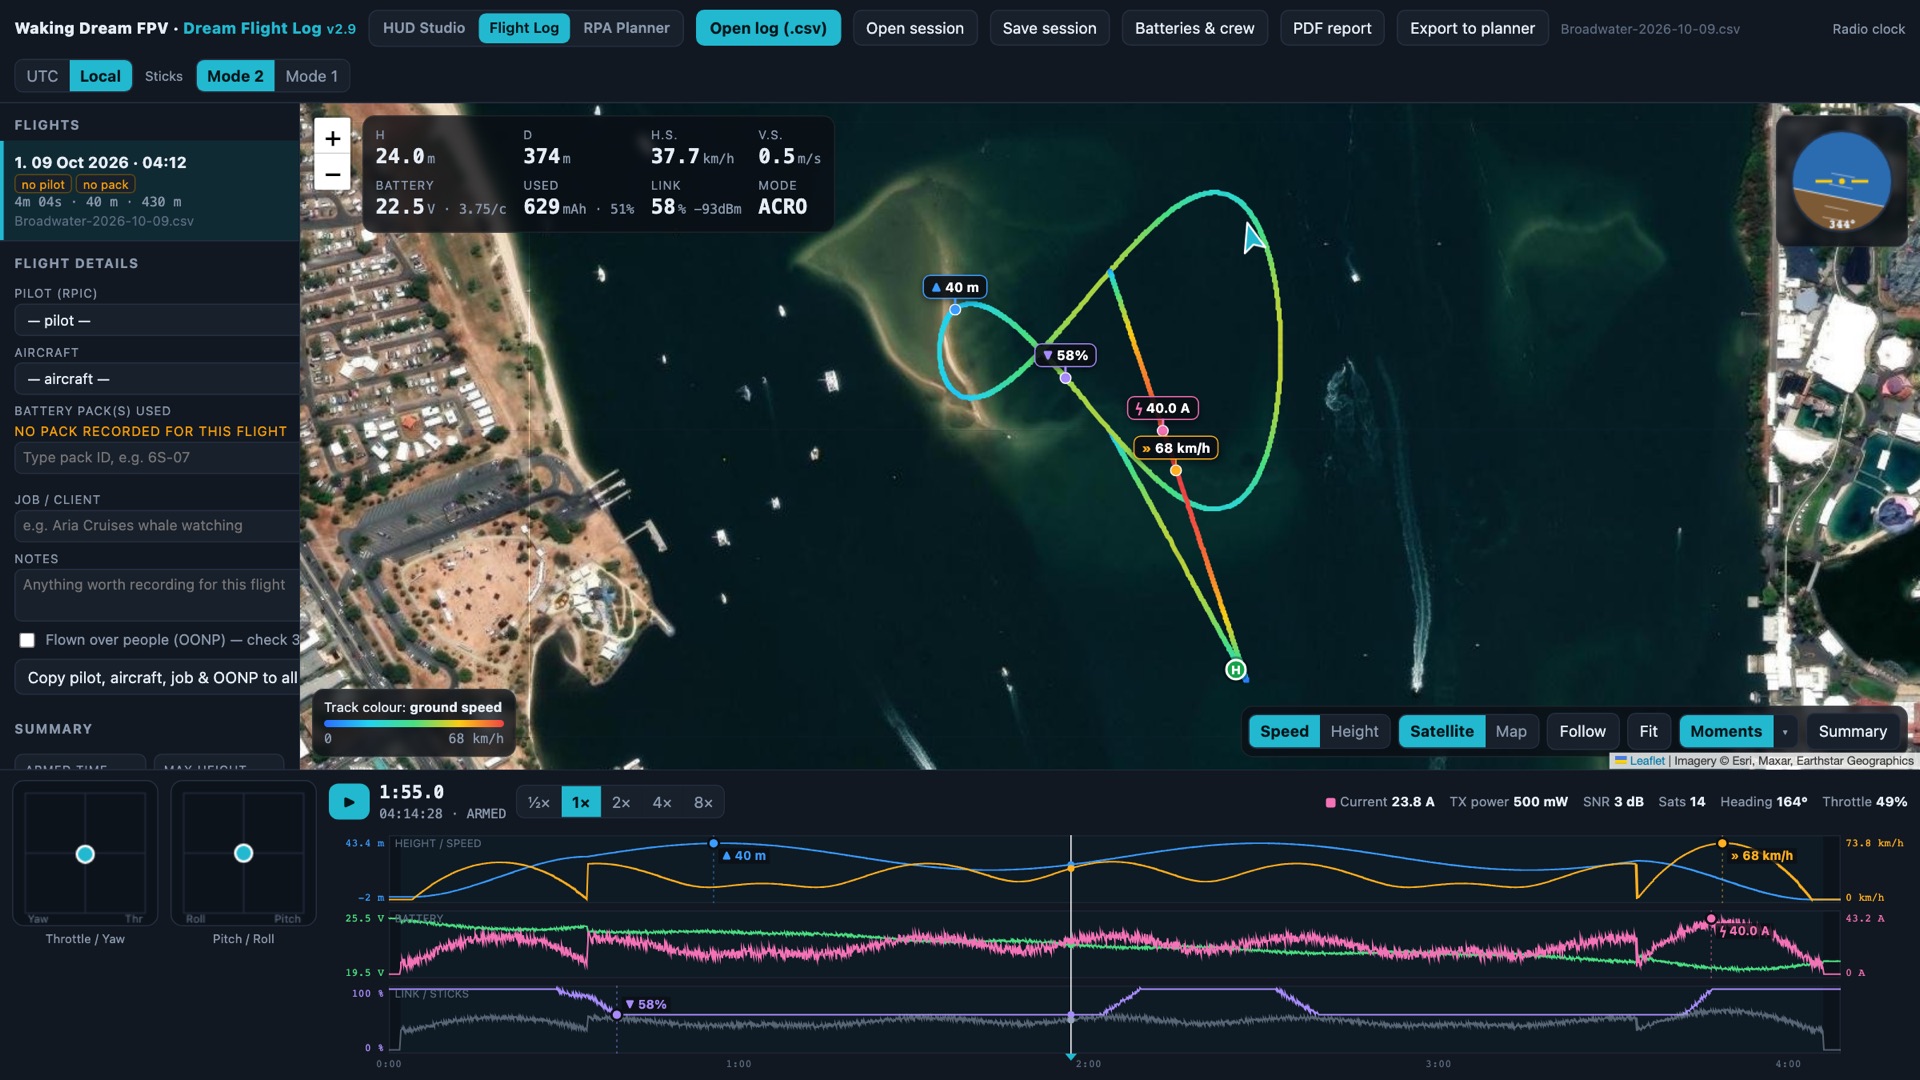 Waking Dream FPV · Dream Flight Log v2.9
HUD Studio
Flight Log
RPA Planner
Open log (.csv)
Open session
Save session
Batteries & crew
PDF report
Export to planner
Broadwater-2026-10-09.csv
Radio clock
UTC
Local
Sticks
Mode 2
Mode 1
FLIGHTS
1. 09 Oct 2026 · 04:12
no pilot
no pack
4m 04s · 40 m · 430 m
Broadwater-2026-10-09.csv
FLIGHT DETAILS
PILOT (RPIC)
— pilot —
AIRCRAFT
— aircraft —
BATTERY PACK(S) USED
NO PACK RECORDED FOR THIS FLIGHT
Type pack ID, e.g. 6S-07
JOB / CLIENT
e.g. Aria Cruises whale watching
NOTES
Anything worth recording for this flight
Flown over people (OONP) — check 3
Copy pilot, aircraft, job & OONP to all
SUMMARY
ARMED TIME
MAX HEIGHT
+
−
H
24.0 m
D
374 m
H.S.
37.7 km/h
V.S.
0.5 m/s
BATTERY
22.5 V · 3.75/c
USED
629 mAh · 51%
LINK
58% −93dBm
MODE
ACRO
▲ 40 m
▼ 58%
40.0 A
» 68 km/h
H
344°
Track colour: ground speed
0
68 km/h
Speed
Height
Satellite
Map
Follow
Fit
Moments
▾
Summary
Leaflet | Imagery © Esri, Maxar, Earthstar Geographics
Yaw
Thr
Throttle / Yaw
Roll
Pitch
Pitch / Roll
1:55.0
04:14:28 · ARMED
½×
1×
2×
4×
8×
Current 23.8 A
TX power 500 mW
SNR 3 dB
Sats 14
Heading 164°
Throttle 49%
43.4 m
HEIGHT / SPEED
73.8 km/h
▲ 40 m
» 68 km/h
-2 m
0 km/h
25.5 V
BATTERY
43.2 A
40.0 A
19.5 V
0 A
100 %
LINK / STICKS
▼ 58%
0 %
0:00
1:00
2:00
3:00
4:00